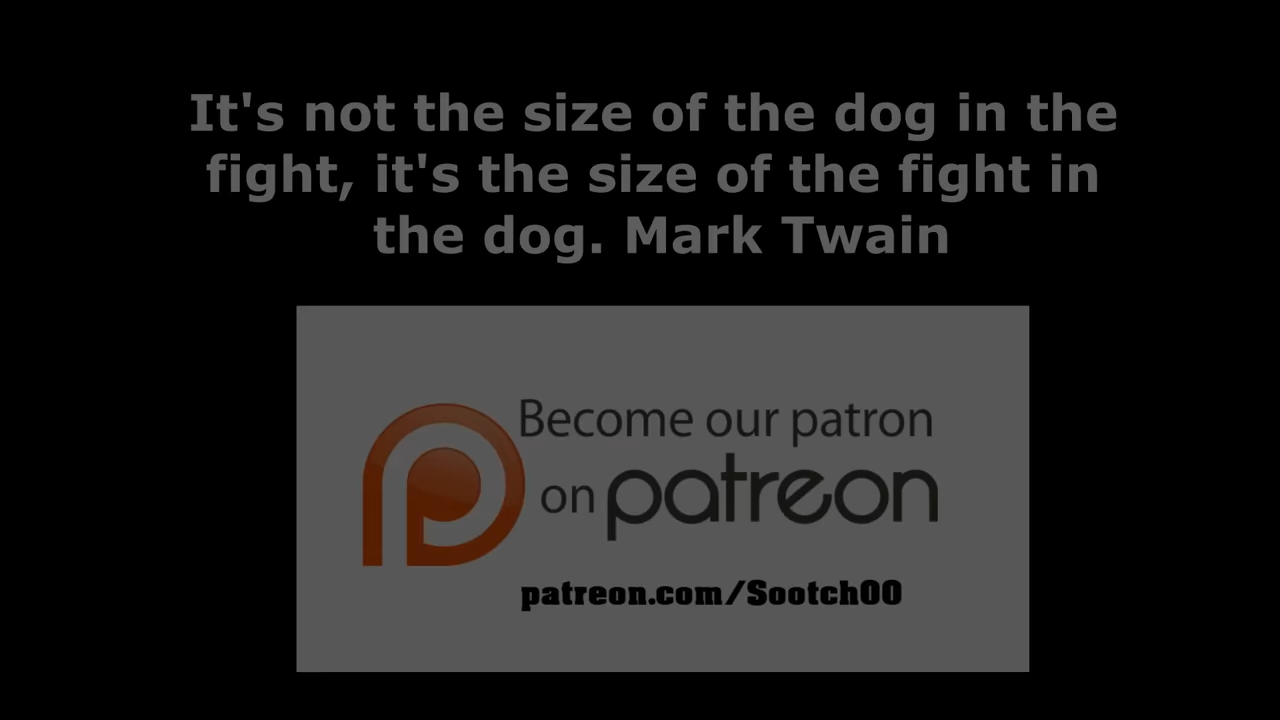 It's not the size of the dog in the
fight, it's the size of the fight in
the dog. Mark Twain
Become our patron
on patreon
patreon.com/Sootch00